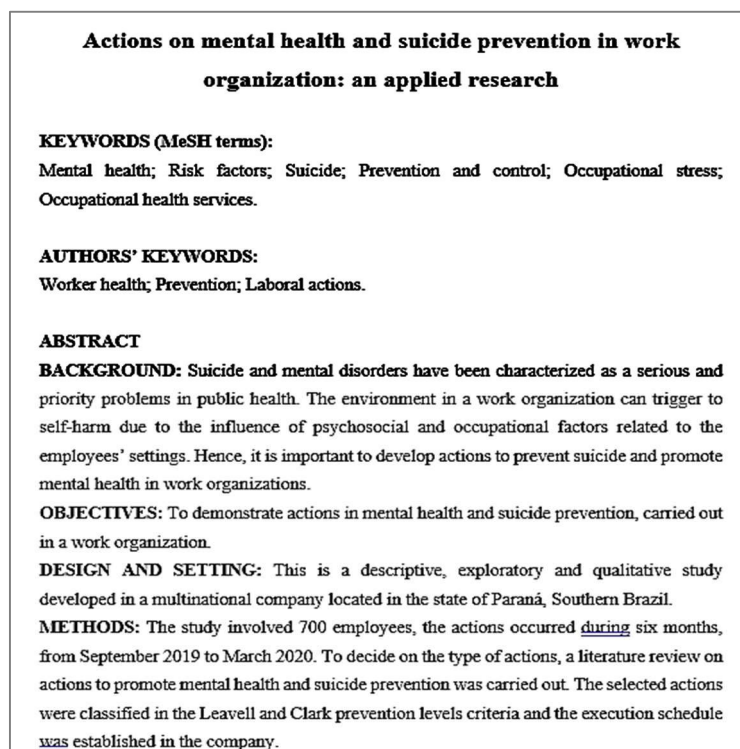 Actions on mental health and suicide prevention in work
organization: an applied research
KEYWORDS (MeSH terms):
Mental health; Risk factors; Suicide; Prevention and control; Occupational stress;
Occupational health services.
AUTHORS' KEYWORDS:
Worker health; Prevention; Laboral actions.
ABSTRACT
BACKGROUND: Suicide and mental disorders have been characterized as a serious and
priority problems in public health. The environment in a work organization can trigger to
self-harm due to the influence of psychosocial and occupational factors related to the
employees' settings. Hence, it is important to develop actions to prevent suicide and promote
mental health in work organizations.
OBJECTIVES: To demonstrate actions in mental health and suicide prevention, carried out
in a work organization.
DESIGN AND SETTING: This is a descriptive, exploratory and qualitative study
developed in a multinational company located in the state of Paraná, Southern Brazil.
METHODS: The study involved 700 employees, the actions occurred during six months,
from September 2019 to March 2020. To decide on the type of actions, a literature review on
actions to promote mental health and suicide prevention was carried out. The selected actions
were classified in the Leavell and Clark prevention levels criteria and the execution schedule
was established in the company.